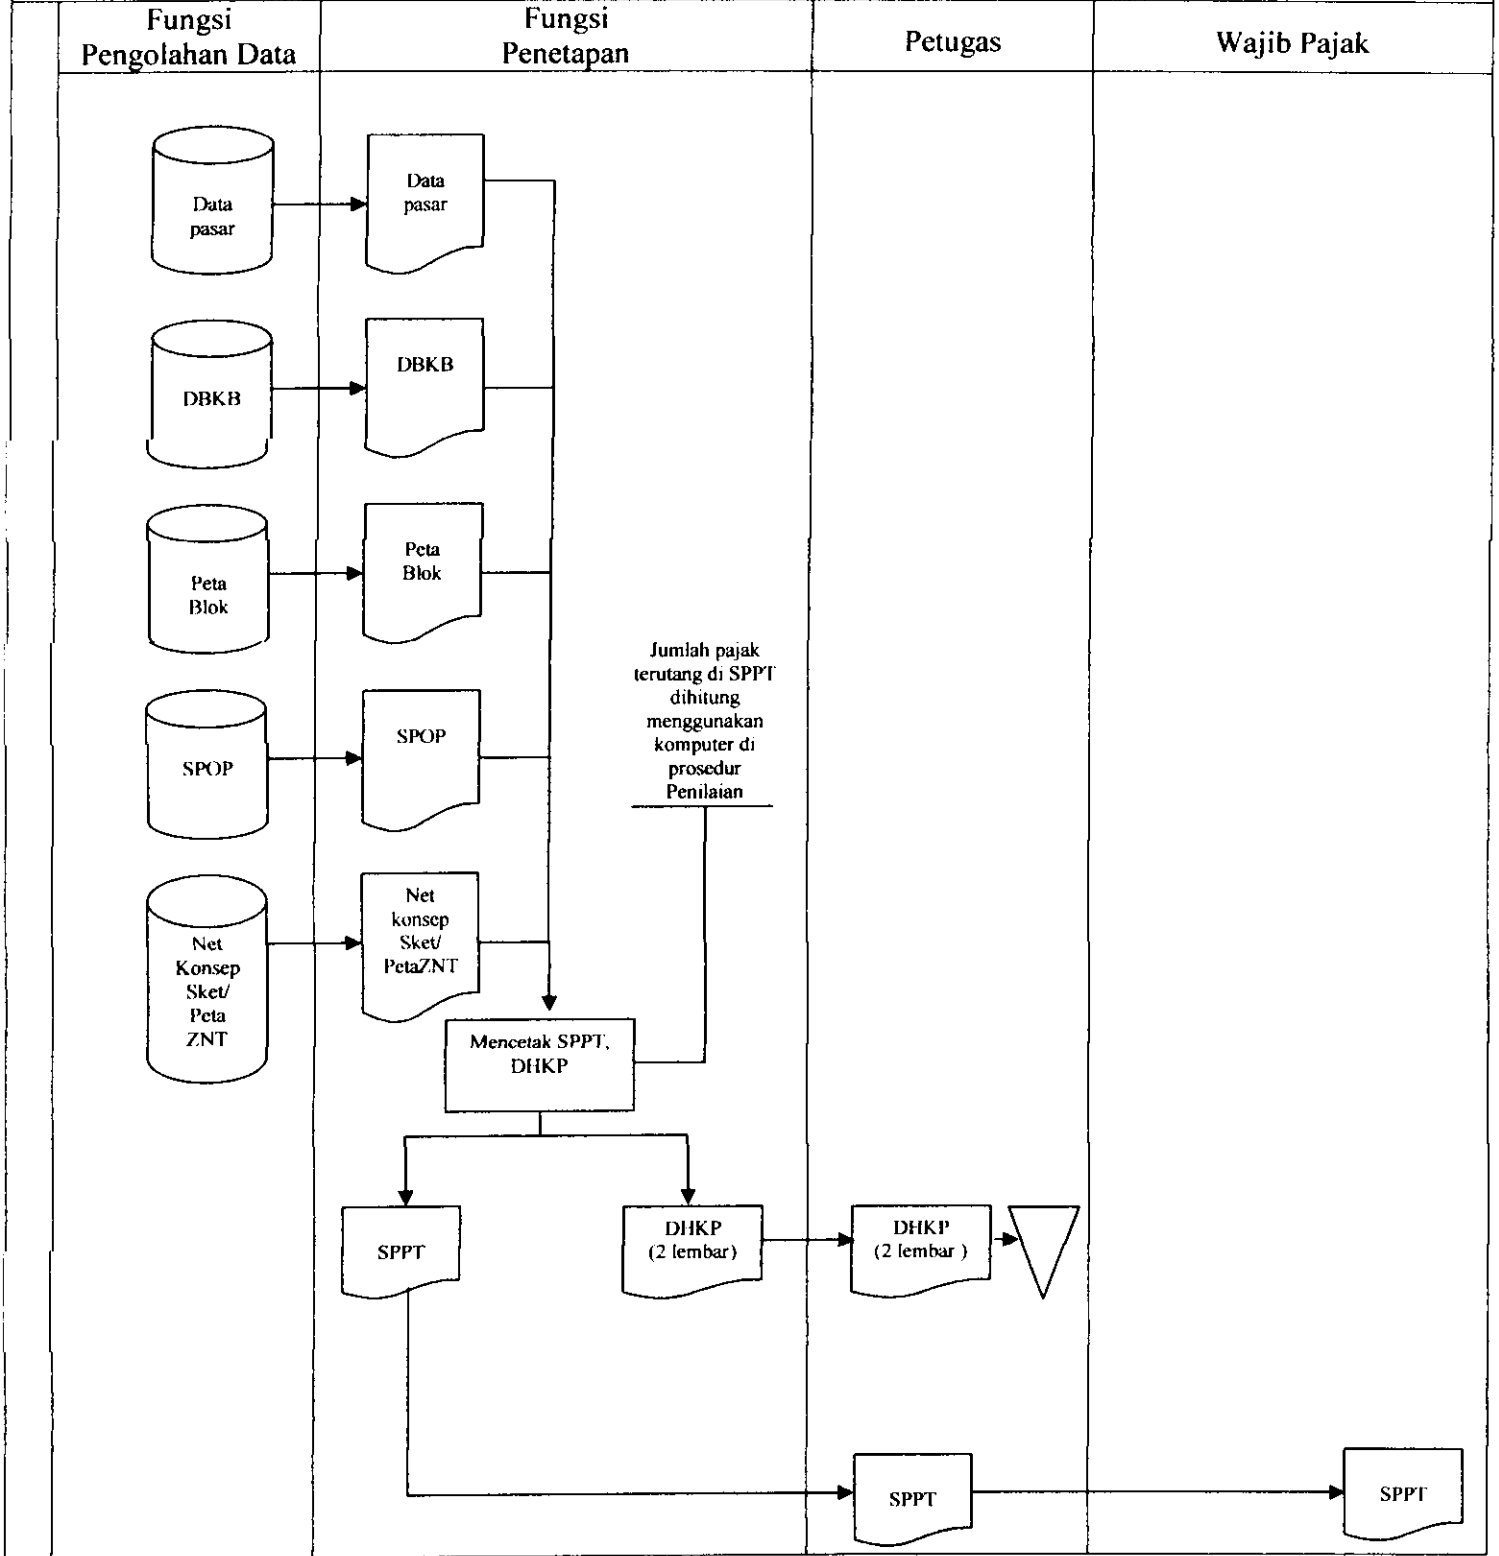 Fungsi
Pengolahan Data
Fungsi
Penetapan
Petugas
Wajib Pajak
Data
pasar
Data
pasar
DBKB
DBKB
Peta
Blok
Peta
Blok
Jumlah pajak
terutang di SPPT
dihitung
menggunakan
komputer di
prosedur
Penilaian
SPOP
SPOP
Net
Konsep
Sket/
Peta
ZNT
Net
konsep
Sket/
PetaZNT
Mencetak SPPT,
DHKP
SPPT
DHKP
(2 lembar)
DHKP
(2 lembar )
SPPT
SPPT